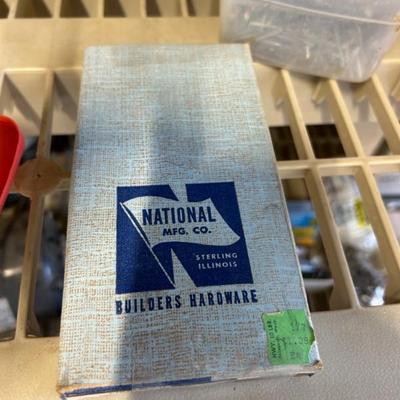 NATIONAL
MFG. CO.
STERLING
ILLINOIS
BUILDERS HARDWARE